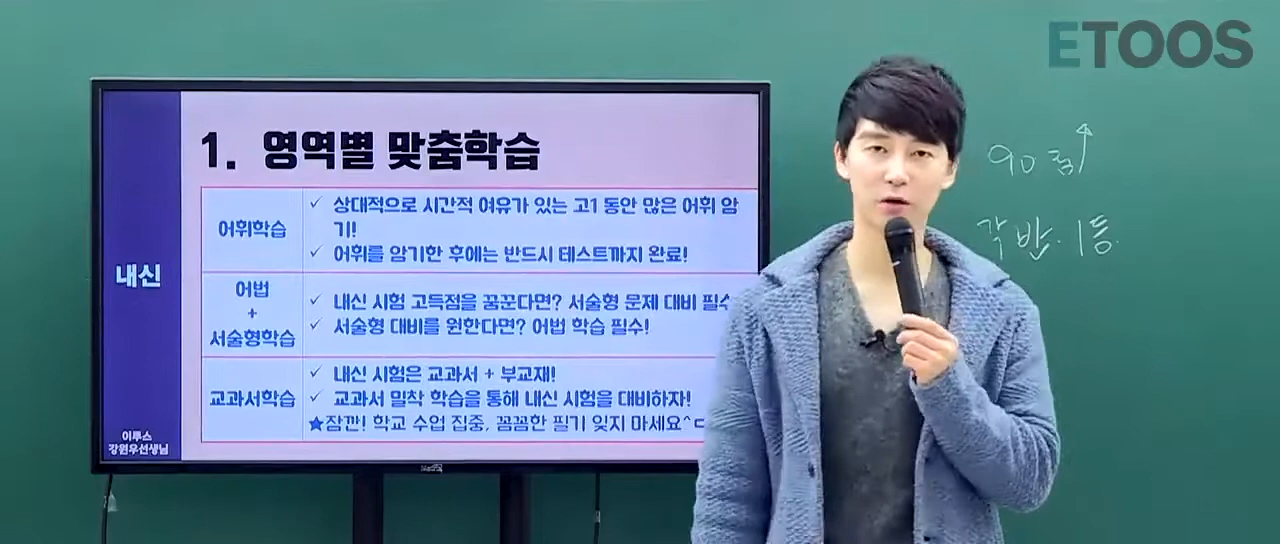 ETOOS
1. 영역별 맞춤학습
내신
어휘학습
✓ 상대적으로 시간적 여유가 있는 고1 동안 많은 어휘 암
기!
✓ 어휘를 암기한 후에는 반드시 테스트까지 완료!
어법
+
서술형학습
✓ 내신 시험 고득점을 꿈꾼다면? 서술형 문제 대비 필수
✓ 서술형 대비를 원한다면? 어법 학습 필수!
교과서학습
✓ 내신 시험은 교과서 + 부교재!
✓ 교과서 밀착 학습을 통해 내신 시험을 대비하자!
★잠깐! 학교 수업 집중, 꼼꼼한 필기 잊지 마세요^ㄷ
이투스
강원우선생님
90점↑
각 반. 1등.